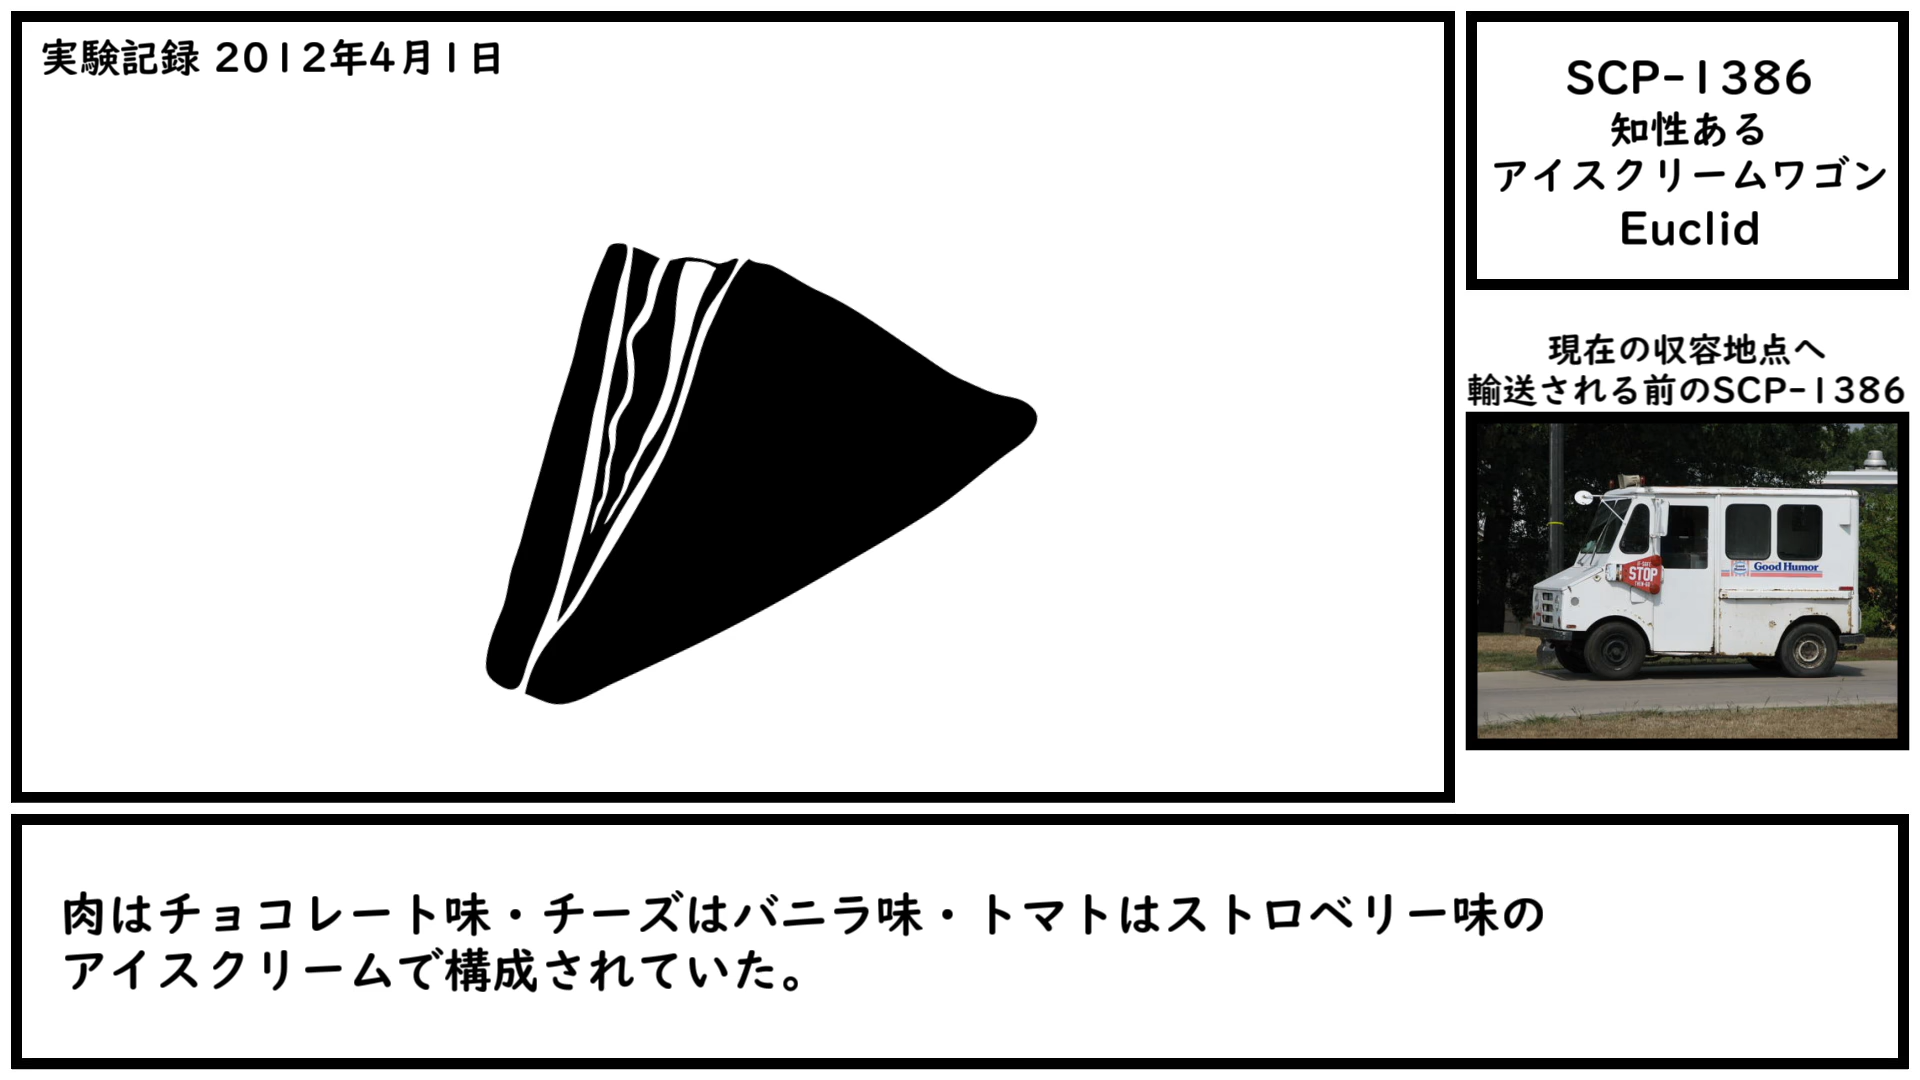 実験記録 2012年4月1日
SCP-1386
知性ある
アイスクリームワゴン
Euclid
現在の収容地点へ
輸送される前のSCP-1386
STOP
Good Humor
肉はチョコレート味・チーズはバニラ味・トマトはストロベリー味の
アイスクリームで構成されていた。